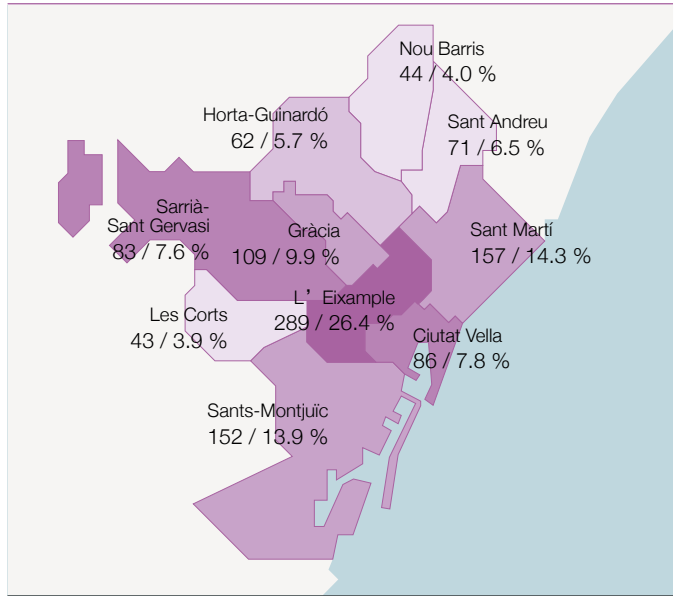 Nou Barris
44 / 4.0 %
Horta-Guinardó
62 / 5.7 %
Sant Andreu
71 / 6.5 %
Sarrià-
Sant Gervasi
83 / 7.6 %
Gràcia
109 / 9.9 %
Sant Martí
157 / 14.3 %
L’ Eixample
289 / 26.4 %
Les Corts
43 / 3.9 %
Ciutat Vella
86 / 7.8 %
Sants-Montjuïc
152 / 13.9 %